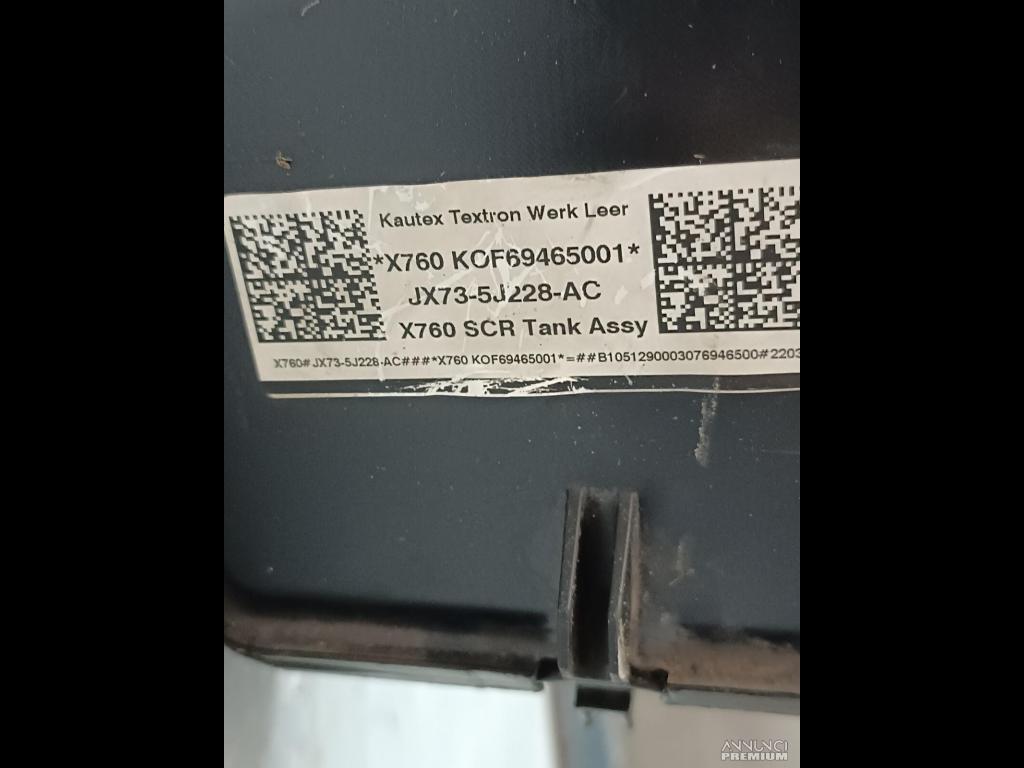 Kautex Textron Werk Leer
*X760 KOF69465001*
JX73-5J228-AC
X760 SCR Tank Assy
X760#JX73-5J228-AC###*X760 KOF69465001*=##B1051290003076946500#2203
ANNUNCI
PREMIUM